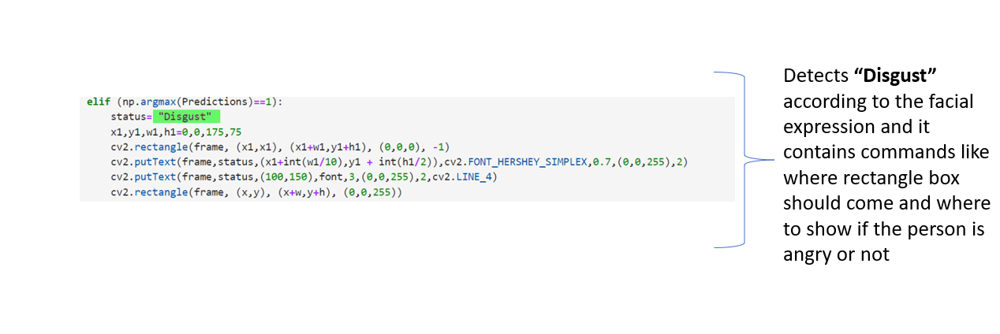 elif (np.argmax(Predictions)==1):
    status= "Disgust"
    x1,y1,w1,h1=0,0,175,75
    cv2.rectangle(frame, (x1,x1), (x1+w1,y1+h1), (0,0,0), -1)
    cv2.putText(frame,status,(x1+int(w1/10),y1 + int(h1/2)),cv2.FONT_HERSHEY_SIMPLEX,0.7,(0,0,255),2)
    cv2.putText(frame,status,(100,150),font,3,(0,0,255),2,cv2.LINE_4)
    cv2.rectangle(frame, (x,y), (x+w,y+h), (0,0,255))
Detects “Disgust”
according to the facial
expression and it
contains commands like
where rectangle box
should come and where
to show if the person is
angry or not